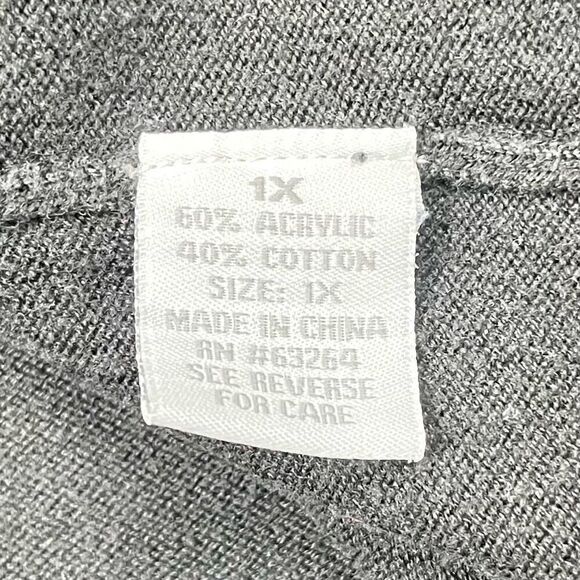 1X
60% ACRYLIC
40% COTTON
SIZE: 1X
MADE IN CHINA
RN #63264
SEE REVERSE
FOR CARE